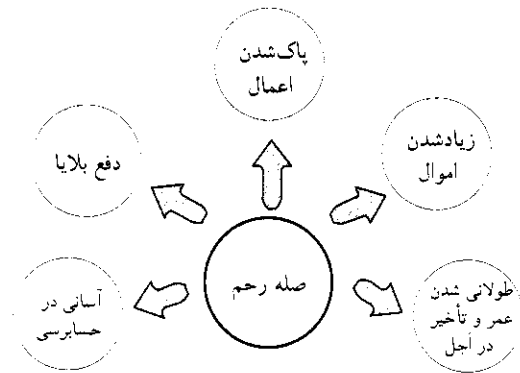 پاک‌شدن
اعمال
زیادشدن
اموال
دفع بلایا
صله رحم
طولانی شدن
عمر و تأخیر
در اجل
آسانی در
حسابرسی